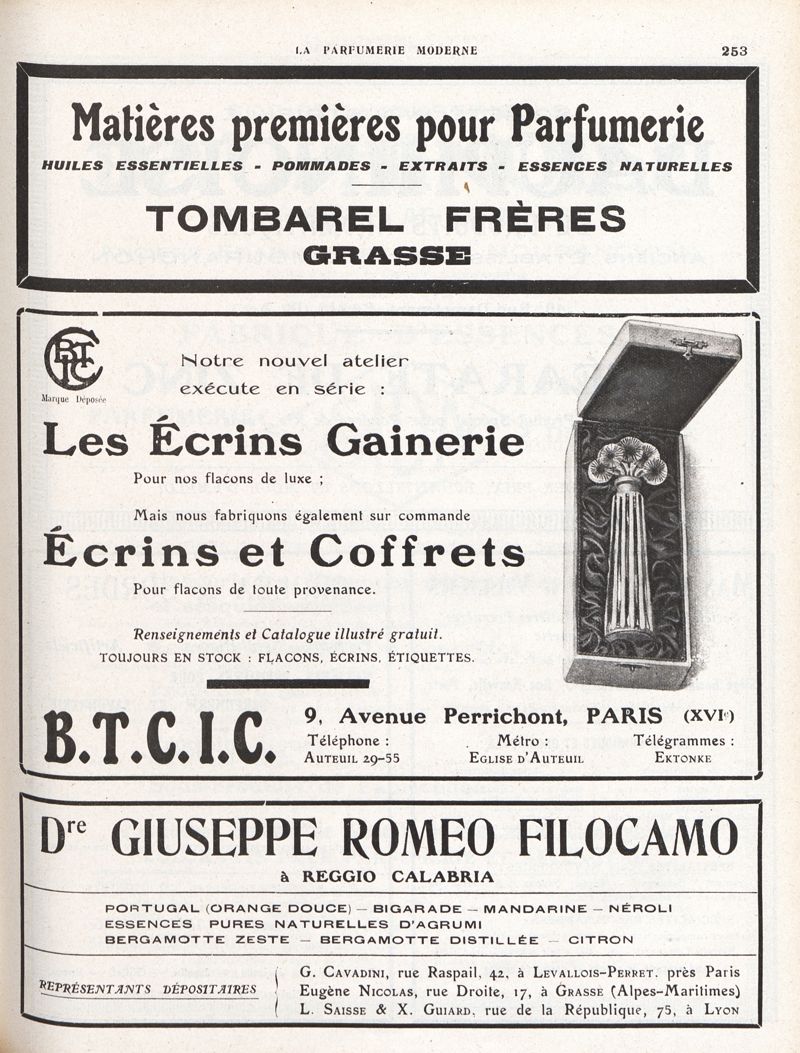 LA PARFUMERIE MODERNE 253
Matières premières pour Parfumerie
HUILES ESSENTIELLES - POMMADES - EXTRAITS - ESSENCES NATURELLES
TOMBAREL FRÈRES
GRASSE
BTCIC
Marque Déposée
Notre nouvel atelier
exécute en série :
Les Écrins Gainerie
Pour nos flacons de luxe ;
Mais nous fabriquons également sur commande
Écrins et Coffrets
Pour flacons de toute provenance.
Renseignements et Catalogue illustré gratuit.
TOUJOURS EN STOCK : FLACONS, ÉCRINS, ÉTIQUETTES.
B.T.C.I.C.
9, Avenue Perrichont, PARIS (XVIe)
Téléphone : Métro : Télégrammes :
AUTEUIL 29-55 EGLISE D'AUTEUIL EKTONKE
Dre GIUSEPPE ROMEO FILOCAMO
à REGGIO CALABRIA
PORTUGAL (ORANGE DOUCE) — BIGARADE — MANDARINE — NÉROLI
ESSENCES PURES NATURELLES D'AGRUMI
BERGAMOTTE ZESTE — BERGAMOTTE DISTILLÉE — CITRON
REPRÉSENTANTS DÉPOSITAIRES
G. CAVADINI, rue Raspail, 42, à LEVALLOIS-PERRET. près Paris
Eugène NICOLAS, rue Droite, 17, à GRASSE (Alpes-Maritimes)
L. SAISSE & X. GUIARD, rue de la République, 75, à LYON